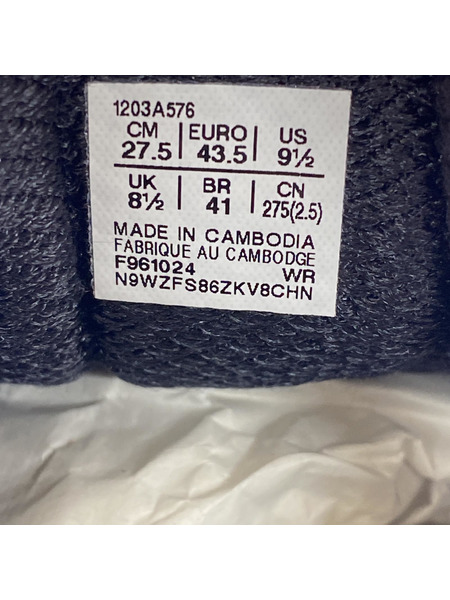 1203A576
CM EURO US
27.5 43.5 9½
UK BR CN
8½ 41 275(2.5)
MADE IN CAMBODIA
FABRIQUE AU CAMBODGE
F961024 WR
N9WZFS86ZKV8CHN